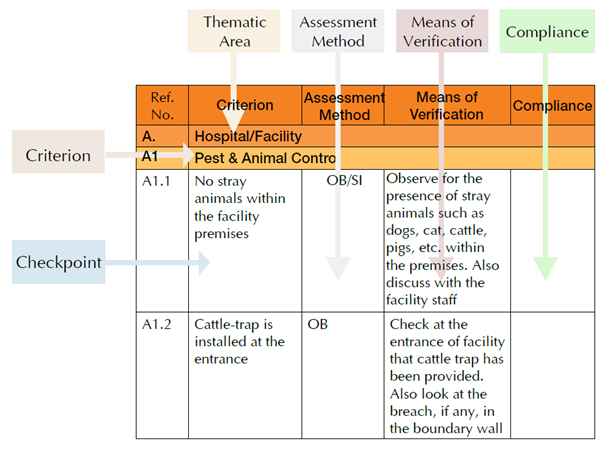 Thematic
Area
Assessment
Method
Means of
Verification
Compliance
Criterion
Checkpoint
Ref.
No.
Criterion
Assessment
Method
Means of
Verification
Compliance
A.
Hospital/Facility
A1
Pest & Animal Control
A1.1
No stray
animals within
the facility
premises
OB/SI
Observe for the
presence of stray
animals such as
dogs, cat, cattle,
pigs, etc. within
the premises. Also
discuss with the
facility staff
A1.2
Cattle-trap is
installed at the
entrance
OB
Check at the
entrance of facility
that cattle trap has
been provided.
Also look at the
breach, if any, in
the boundary wall